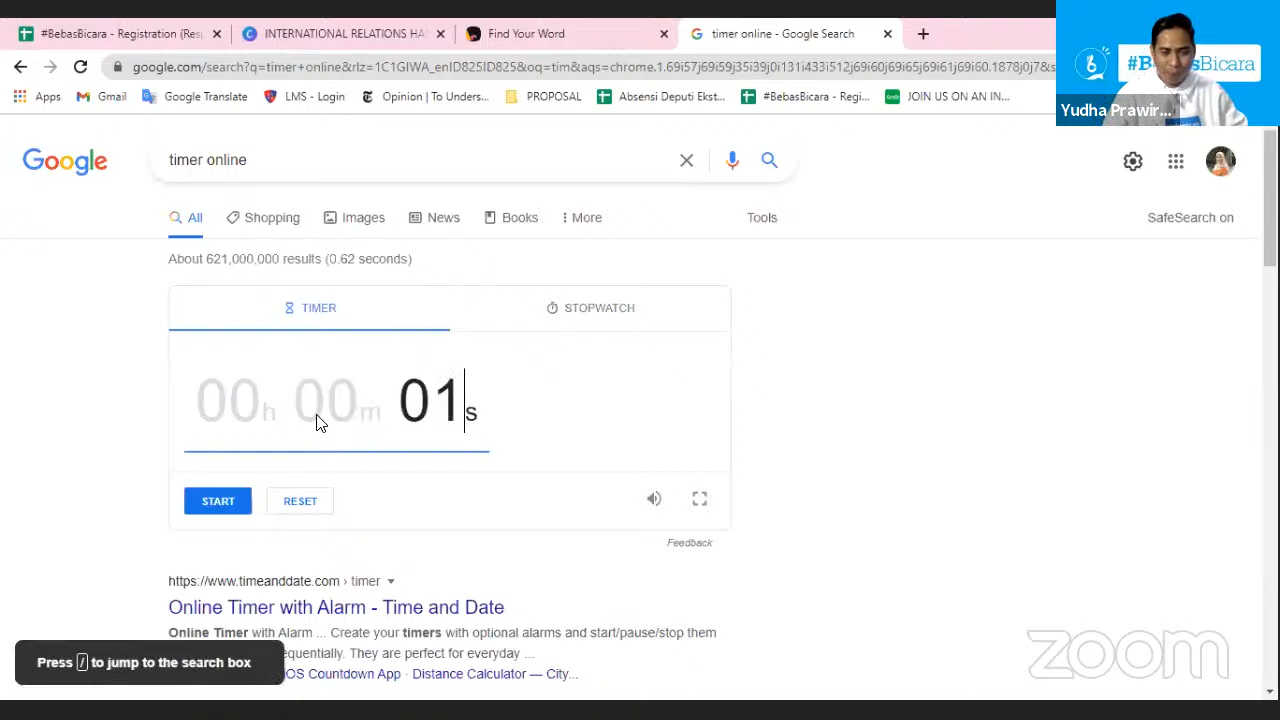 #BebasBicara - Registration (Res
INTERNATIONAL RELATIONS HA
Find Your Word
timer online - Google Search
google.com/search?q=timer+online&rlz=1C1GIWA_enID825ID825&oq=tim&aqs=chrome.1.69i57j69i59j35i39j0i131i433i512j69i60j69i65j69i61j69i60.1878j0j7&s
Apps
Gmail
Google Translate
LMS - Login
Opinion | To Unders...
PROPOSAL
Absensi Deputi Ekst...
#BebasBicara - Regi...
JOIN US ON AN IN...
Yudha Prawir...
Google
timer online
All
Shopping
Images
News
Books
More
Tools
SafeSearch on
About 621,000,000 results (0.62 seconds)
TIMER
STOPWATCH
00h 00m 01s
START
RESET
Feedback
https://www.timeanddate.com › timer
Online Timer with Alarm - Time and Date
Online Timer with Alarm ... Create your timers with optional alarms and start/pause/stop them
equentially. They are perfect for everyday ...
iOS Countdown App · Distance Calculator — City...
Press / to jump to the search box
zoom